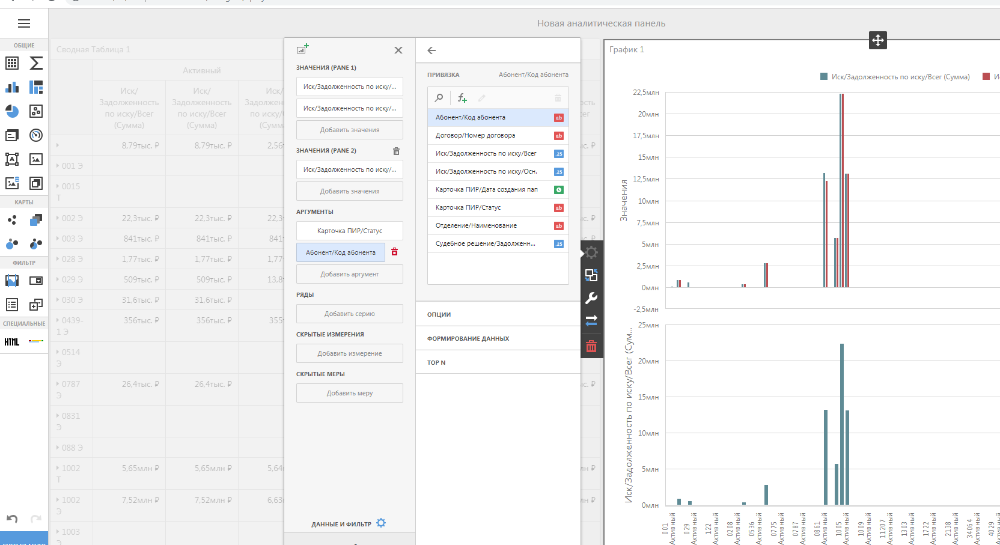 Новая аналитическая панель
ОБЩИЕ
КАРТЫ
ФИЛЬТР
СПЕЦИАЛЬНЫЕ
HTML
Сводная Таблица 1
Активный
Иск/
Задолженность
по иску/Всег
(Сумма)
Иск/
Задолженность
по иску/Всег
(Сумма)
8,79тыс. ₽ 8,79тыс. ₽ 2,56
001 Э
0015
Т
002 Э 22,3тыс. ₽ 22,3тыс. ₽ 22,3
003 Э 841тыс. ₽ 841тыс. ₽ 841
028 Э 1,77тыс. ₽ 1,77тыс. ₽ 1,77
029 Э 509тыс. ₽ 509тыс. ₽ 13,8
030 Э 31,6тыс. ₽ 31,6тыс. ₽
0439-
1 Э 356тыс. ₽ 356тыс. ₽ 355
0514
Э
0787
Э 26,4тыс. ₽ 26,4тыс. ₽
0831
Э
088 Э
1002
Т 5,65млн ₽ 5,65млн ₽ 5,64
1002
Э 7,52млн ₽ 7,52млн ₽ 6,63
1003
ЗНАЧЕНИЯ (PANE 1)
Иск/Задолженность по иску/...
Иск/Задолженность по иску/...
Добавить значения
ЗНАЧЕНИЯ (PANE 2)
Иск/Задолженность по иску/...
Добавить значения
АРГУМЕНТЫ
Карточка ПИР/Статус
Абонент/Код абонента
Добавить аргумент
РЯДЫ
Добавить серию
СКРЫТЫЕ ИЗМЕРЕНИЯ
Добавить измерение
СКРЫТЫЕ МЕРЫ
Добавить меру
ДАННЫЕ И ФИЛЬТР
ПРИВЯЗКА Абонент/Код абонента
Абонент/Код абонента ab
Договор/Номер договора ab
Иск/Задолженность по иску/Всег .25
Иск/Задолженность по иску/Осн. .25
Карточка ПИР/Дата создания пап
Карточка ПИР/Статус ab
Отделение/Наименование ab
Судебное решение/Задолженн... .25
ОПЦИИ
ФОРМИРОВАНИЕ ДАННЫХ
TOP N
График 1
Иск/Задолженность по иску/Всег (Сумма)
Значения
22,5млн
20млн
17,5млн
15млн
12,5млн
10млн
7,5млн
5млн
2,5млн
0млн
-2,5млн
Иск/Задолженность по иску/Всег (Сум...
25млн
20млн
15млн
10млн
5млн
0млн
001 Активный
029 Активный
122 Активный
0208 Активный
0536 Активный
0775 Активный
0787 Активный
0861 Активный
1005 Активный
1009 Активный
11207 Активный
1303 Активный
1722 Активный
2138 Активный
34064 Активный
4029 Активный